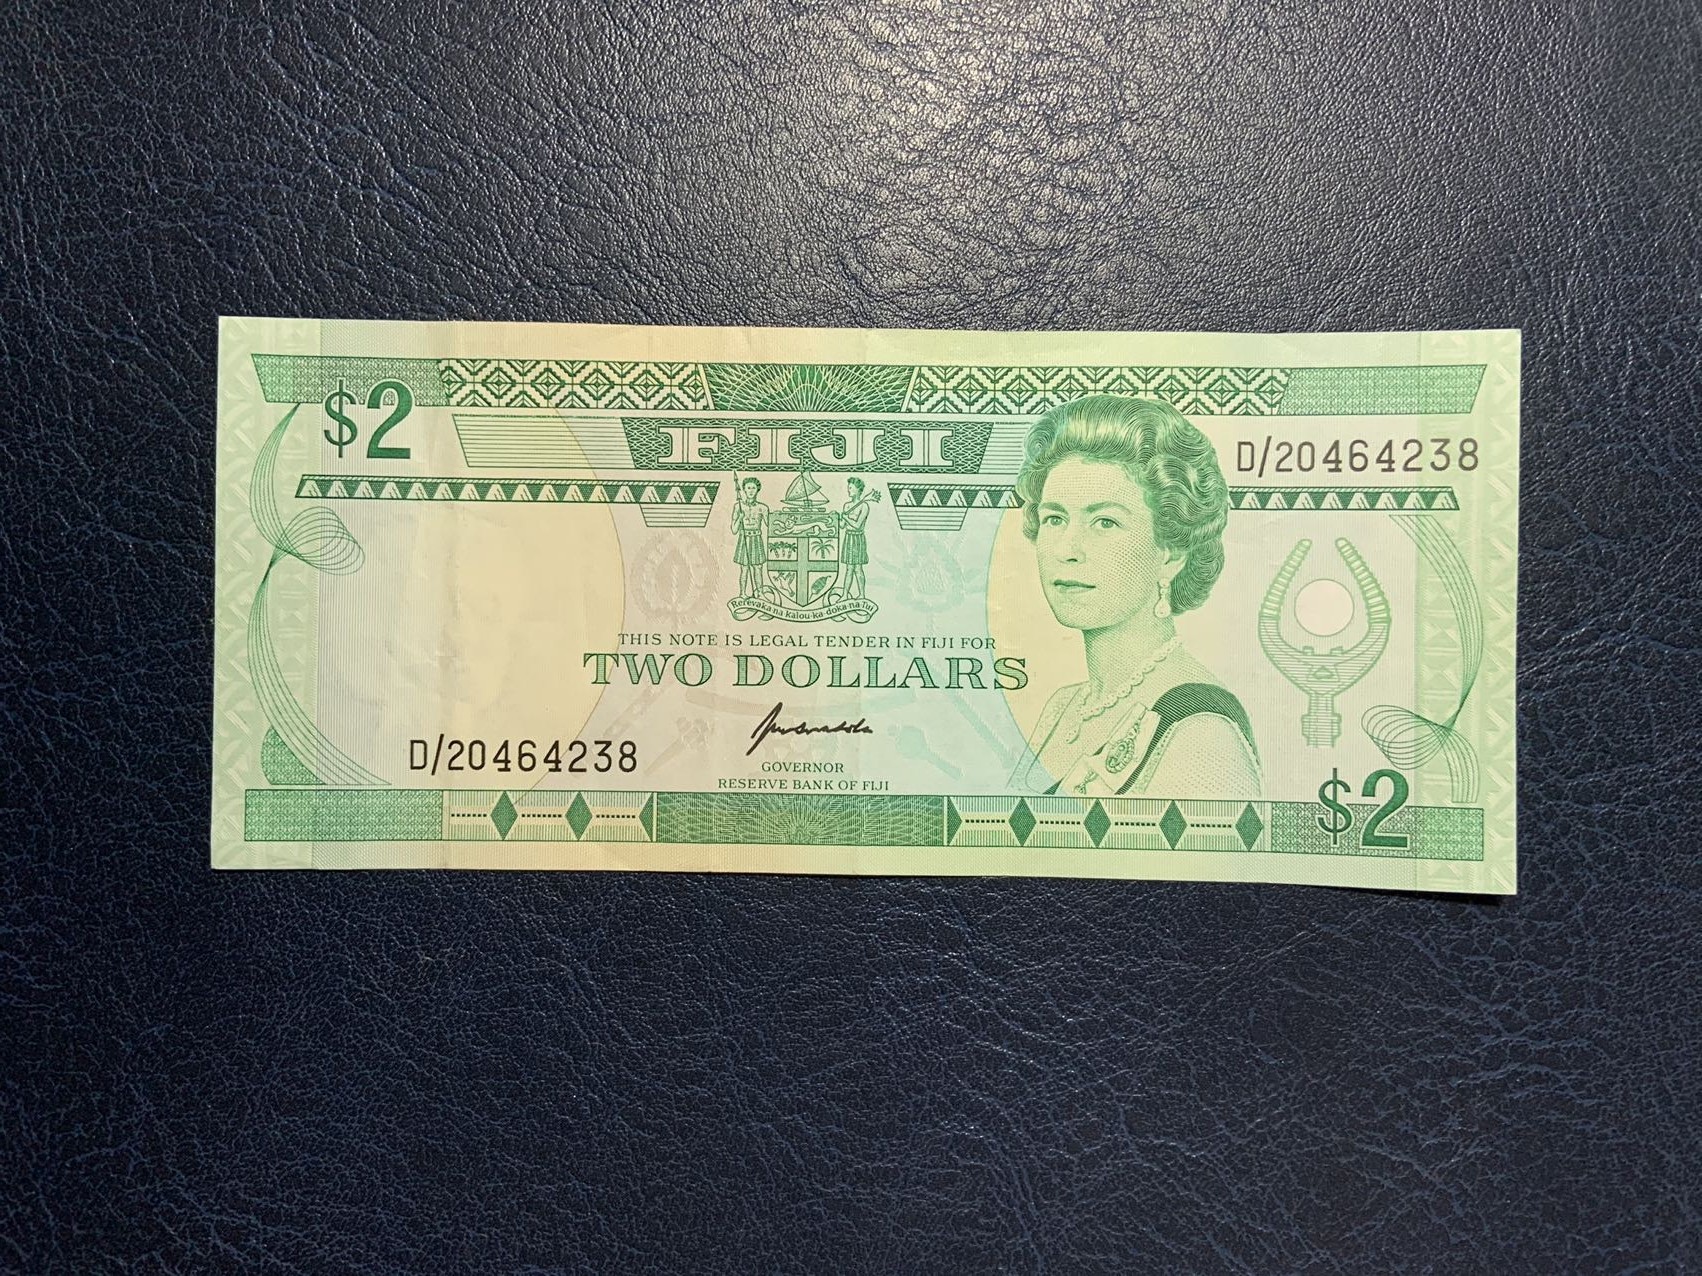 $2
FIJI
D/20464238
Rerevaka·na·kalou·ka·doka·na·Tui
THIS NOTE IS LEGAL TENDER IN FIJI FOR
TWO DOLLARS
D/20464238
GOVERNOR
RESERVE BANK OF FIJI
$2